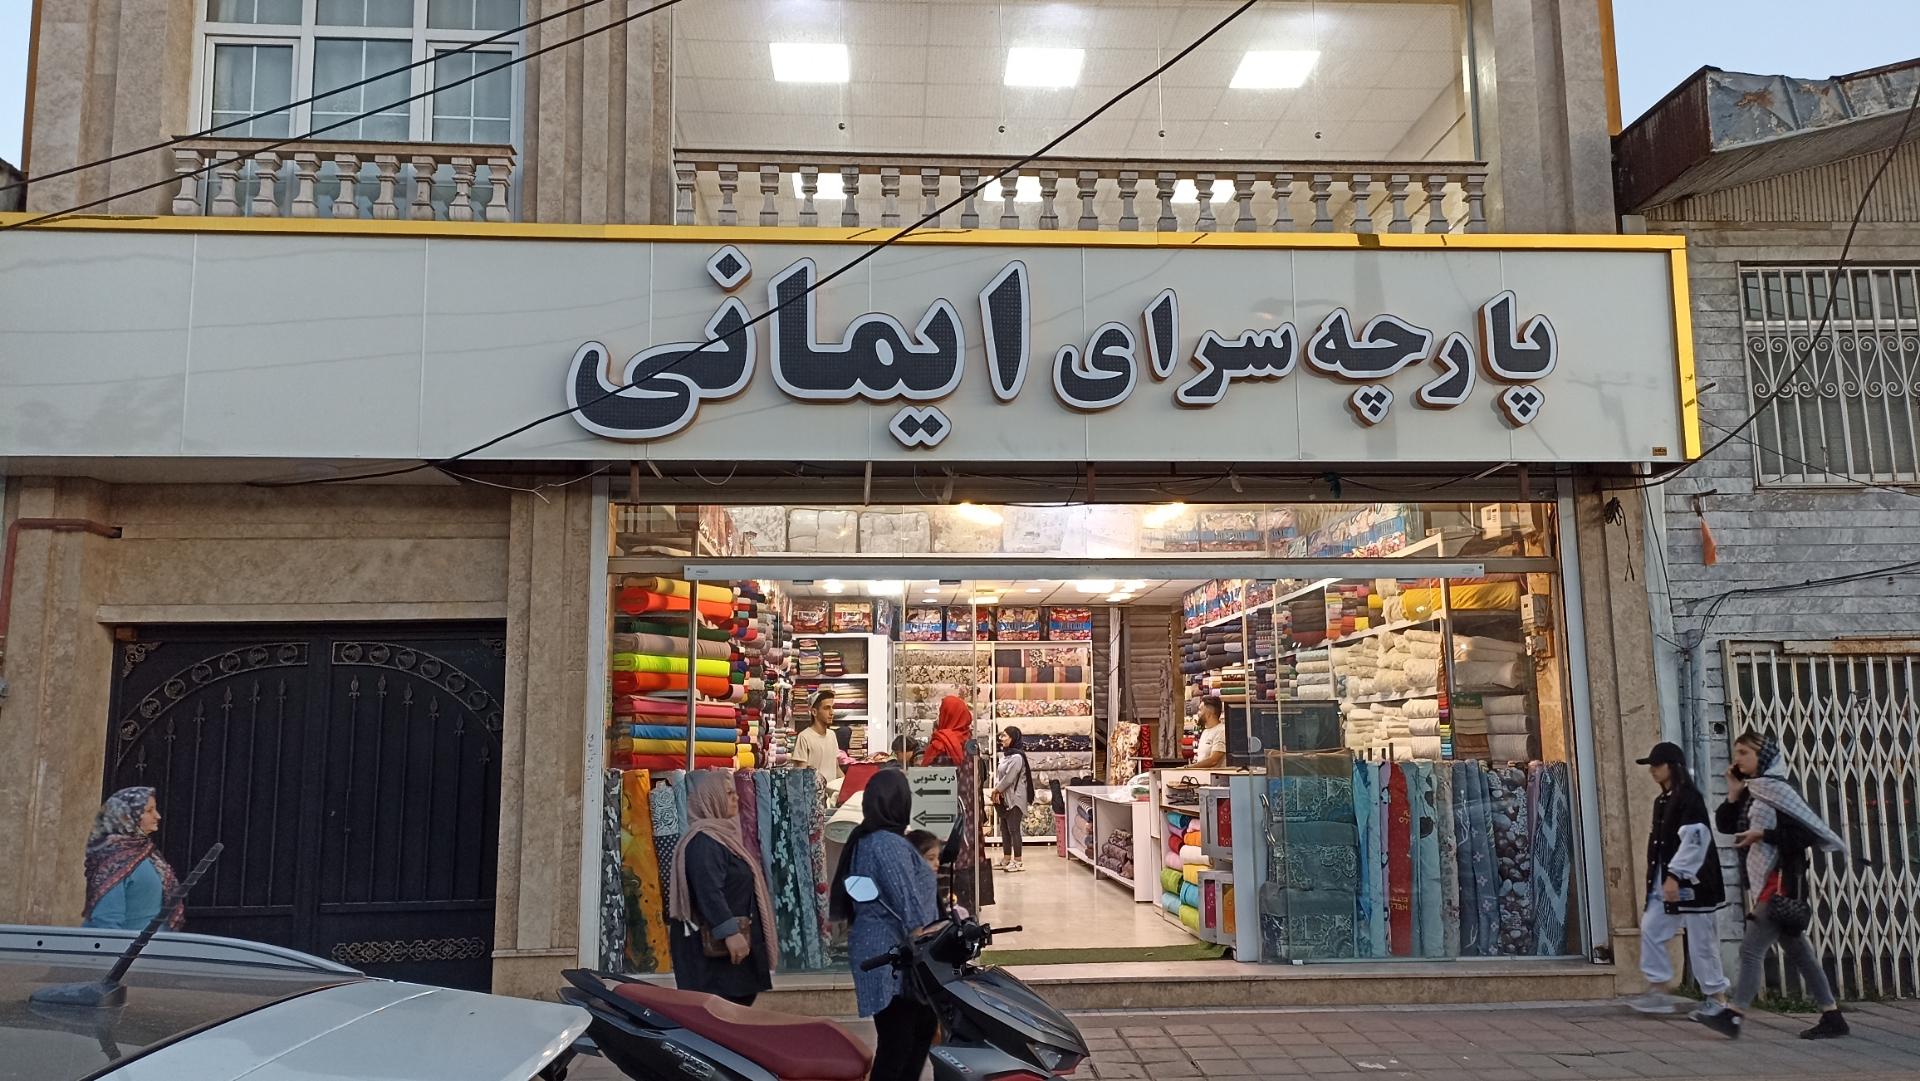 پارچه سرای ایمانی
درب کشویی